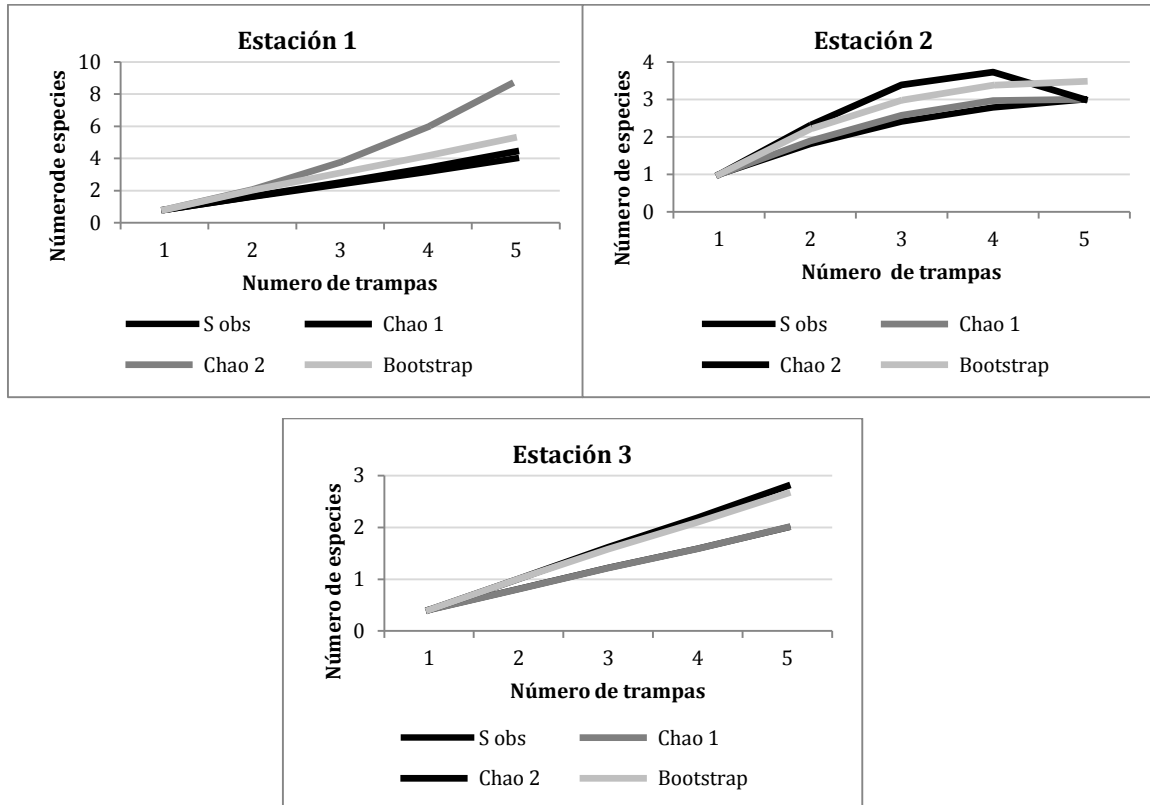 Estación 1
Númerode especies
10
8
6
4
2
0
1 2 3 4 5
Numero de trampas
S obs Chao 1
Chao 2 Bootstrap
Estación 2
Número de especies
4
3
2
1
0
1 2 3 4 5
Número de trampas
S obs Chao 1
Chao 2 Bootstrap
Estación 3
Número de especies
3
2
1
0
1 2 3 4 5
Número de trampas
S obs Chao 1
Chao 2 Bootstrap